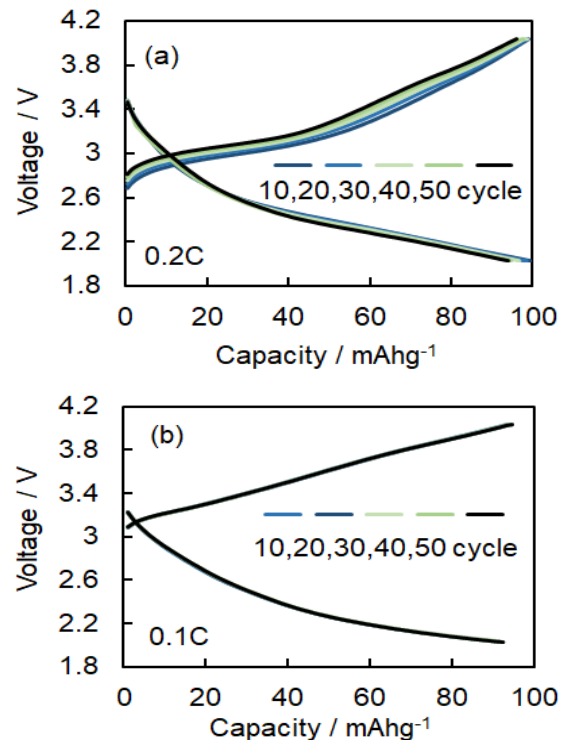 4.2
(a)
3.8
3.4
3
2.6
2.2
1.8
Voltage / V
10,20,30,40,50 cycle
0.2C
0 20 40 60 80 100
Capacity / mAhg-1
4.2
(b)
3.8
3.4
3
2.6
2.2
1.8
Voltage / V
10,20,30,40,50 cycle
0.1C
0 20 40 60 80 100
Capacity / mAhg-1